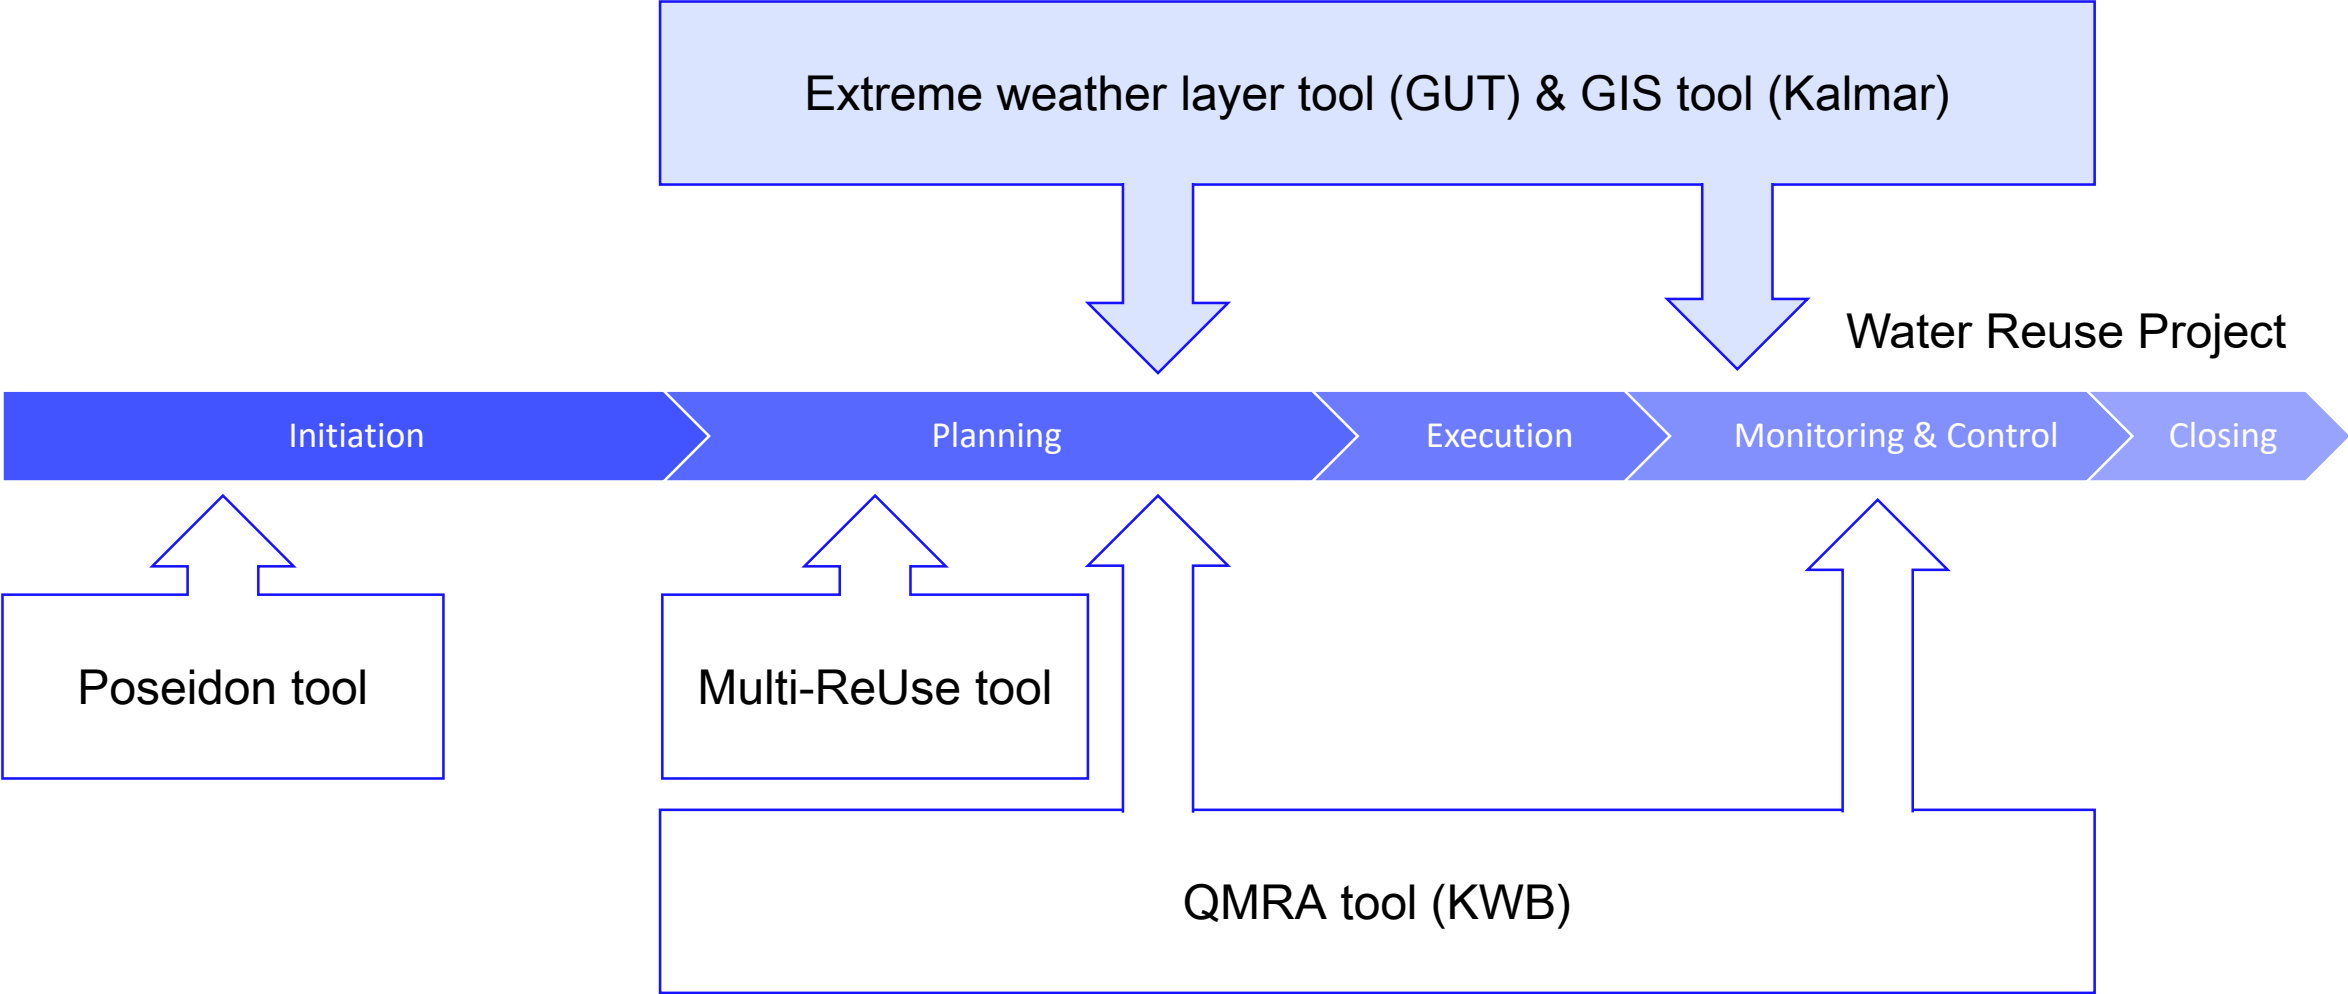 Extreme weather layer tool (GUT) & GIS tool (Kalmar)
Water Reuse Project
Initiation
Planning
Execution
Monitoring & Control
Closing
Poseidon tool
Multi-ReUse tool
QMRA tool (KWB)